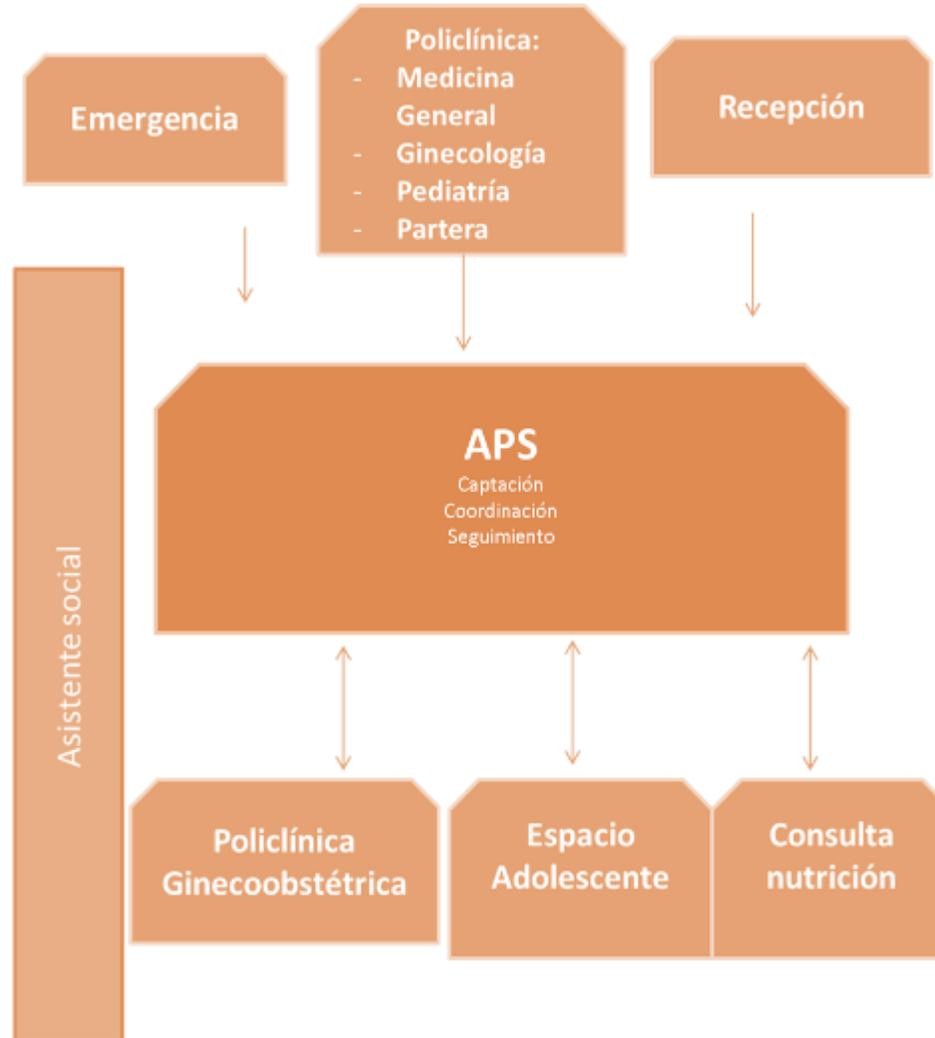 Emergencia
Policlínica:
- Medicina
General
- Ginecología
- Pediatría
- Partera
Recepción
APS
Captación
Coordinación
Seguimiento
Asistente social
Policlínica
Ginecoobstétrica
Espacio
Adolescente
Consulta
nutrición